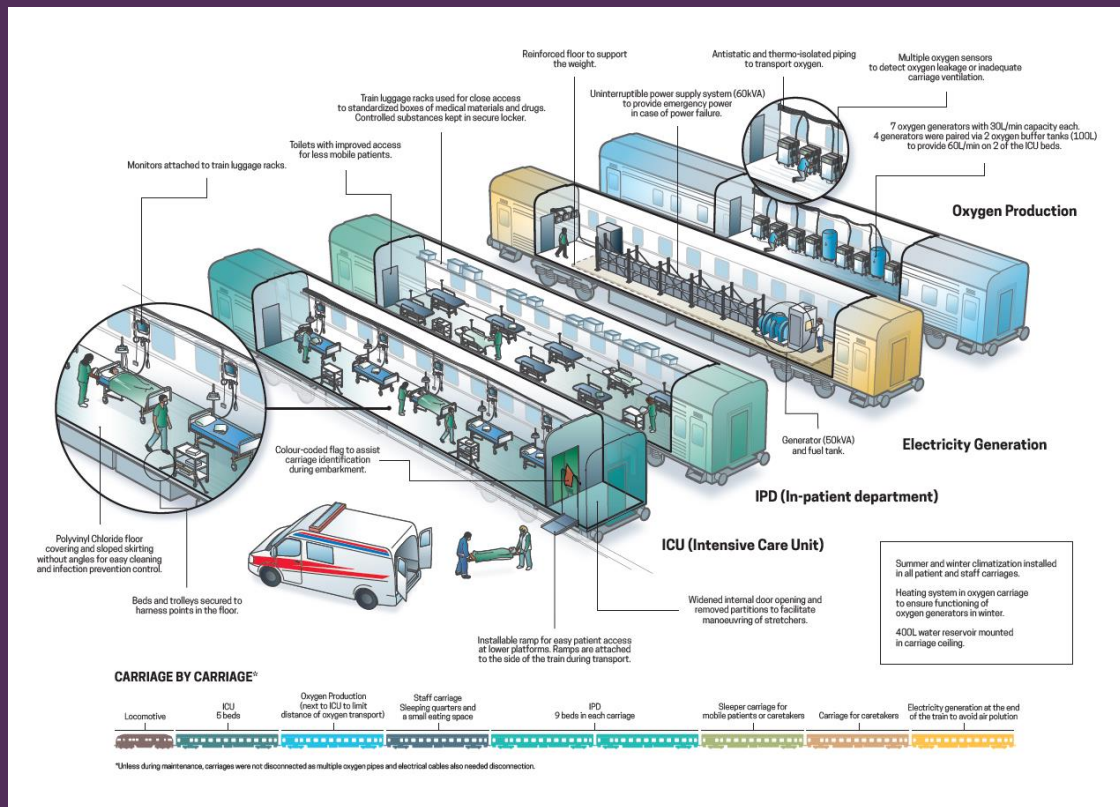 Reinforced floor to support
the weight.
Antistatic and thermo-isolated piping
to transport oxygen.
Multiple oxygen sensors
to detect oxygen leakage or inadequate
carriage ventilation.
Train luggage racks used for close access
to standardized boxes of medical materials and drugs.
Controlled substances kept in secure locker.
Uninterruptible power supply system (60kVA)
to provide emergency power
in case of power failure.
7 oxygen generators with 30L/min capacity each.
4 generators were paired via 2 oxygen buffer tanks (100L)
to provide 60L/min on 2 of the ICU beds.
Toilets with improved access
for less mobile patients.
Monitors attached to train luggage racks.
Oxygen Production
Generator (50kVA)
and fuel tank.
Electricity Generation
Colour-coded flag to assist
carriage identification
during embarkment.
IPD (In-patient department)
ICU (Intensive Care Unit)
Polyvinyl Chloride floor
covering and sloped skirting
without angles for easy cleaning
and infection prevention control.
Beds and trolleys secured to
harness points in the floor.
Widened internal door opening and
removed partitions to facilitate
manoeuvring of stretchers.
Installable ramp for easy patient access
at lower platforms. Ramps are attached
to the side of the train during transport.
Summer and winter climatization installed
in all patient and staff carriages.
Heating system in oxygen carriage
to ensure functioning of
oxygen generators in winter.
400L water reservoir mounted
in carriage ceiling.
CARRIAGE BY CARRIAGE*
Locomotive
ICU
5 beds
Oxygen Production
(next to ICU to limit
distance of oxygen transport)
Staff carriage
Sleeping quarters and
a small eating space
IPD
9 beds in each carriage
Sleeper carriage for
mobile patients or caretakers
Carriage for caretakers
Electricity generation at the end
of the train to avoid air polution
*Unless during maintenance, carriages were not disconnected as multiple oxygen pipes and electrical cables also needed disconnection.